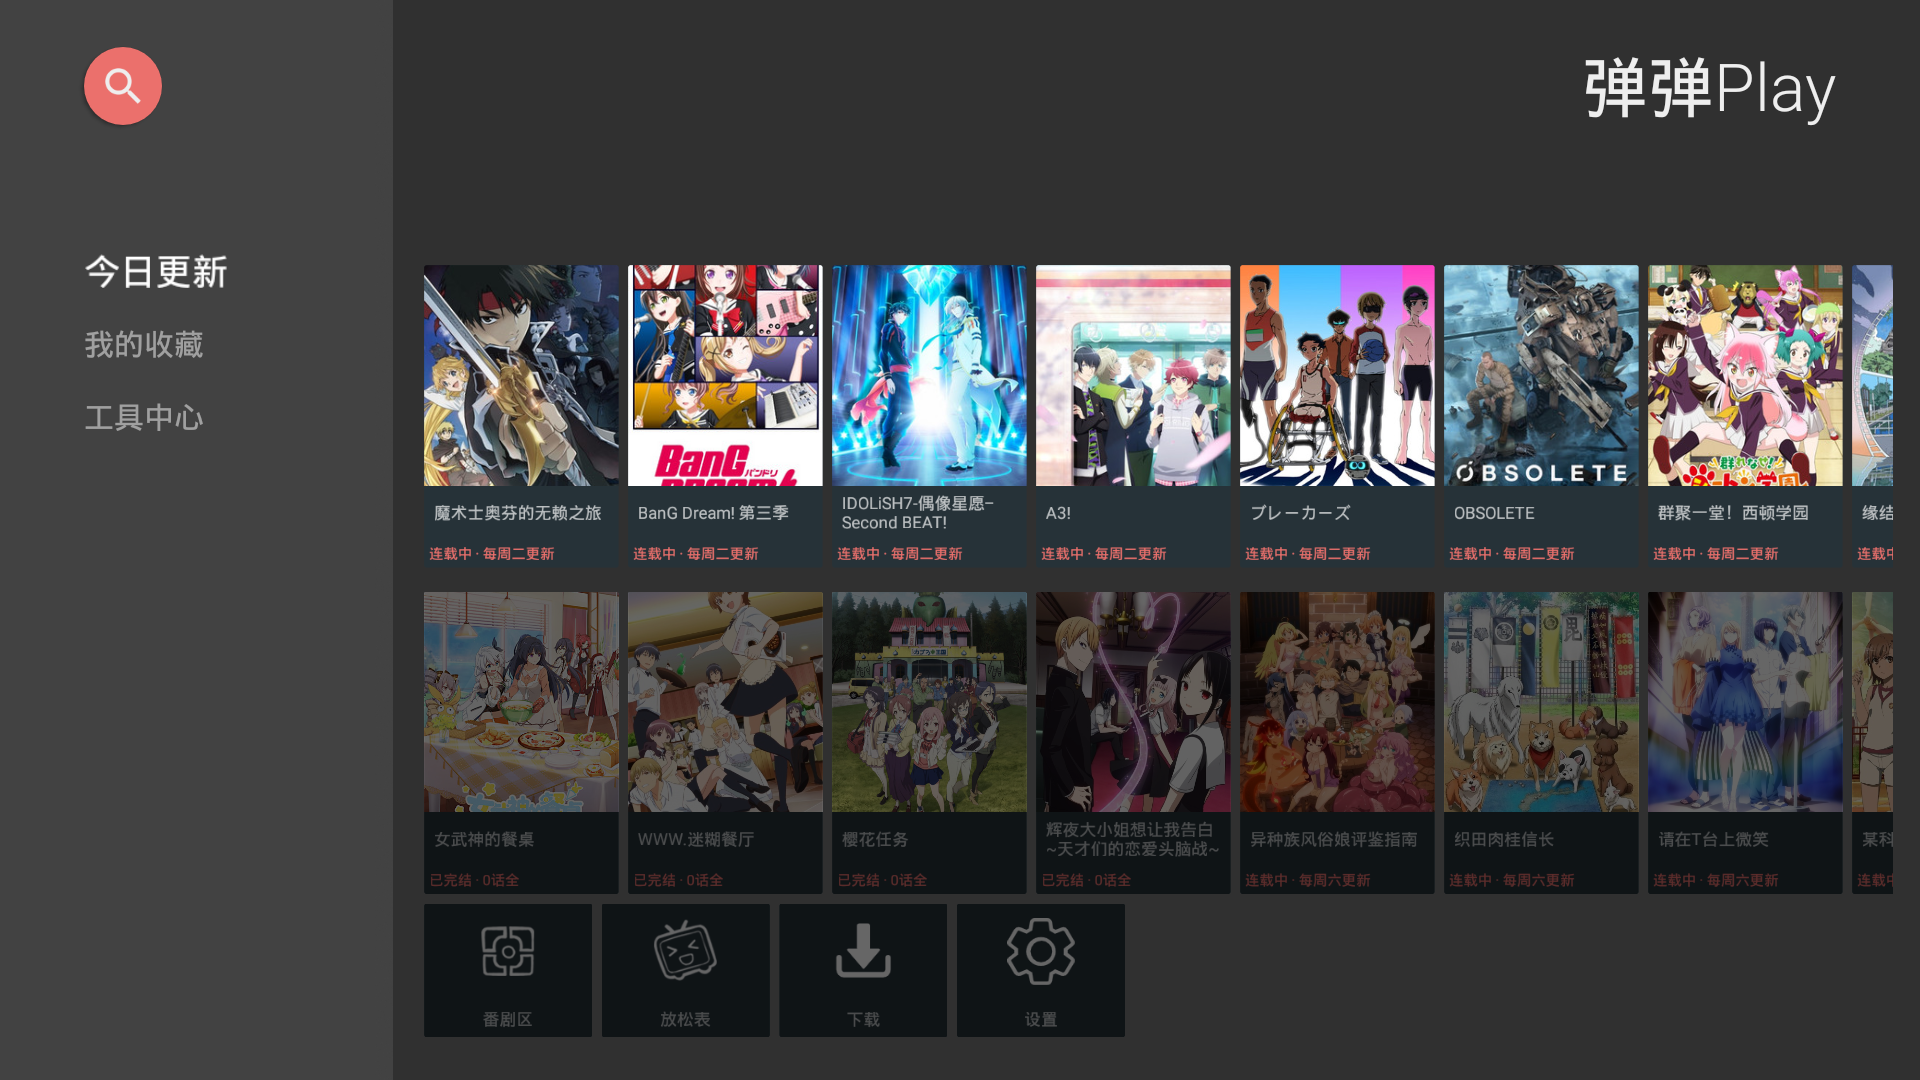 弹弹Play
今日更新
我的收藏
工具中心
BanG
バンドリ
OBSOLETE
群れなせ!
魔术士奥芬的无赖之旅
BanG Dream! 第三季
IDOLiSH7-偶像星愿-
Second BEAT!
A3!
ブレーカーズ
OBSOLETE
群聚一堂！西顿学园
缘结
连载中 · 每周二更新
连载中 · 每周二更新
连载中 · 每周二更新
连载中 · 每周二更新
连载中 · 每周二更新
连载中 · 每周二更新
连载中 · 每周二更新
连载中
女武神的餐桌
WWW.迷糊餐厅
樱花任务
辉夜大小姐想让我告白
~天才们的恋爱头脑战~
异种族风俗娘评鉴指南
织田肉桂信长
请在T台上微笑
某科
已完结 · 0话全
已完结 · 0话全
已完结 · 0话全
已完结 · 0话全
连载中 · 每周六更新
连载中 · 每周六更新
连载中 · 每周六更新
连载中
番剧区
放松表
下载
设置